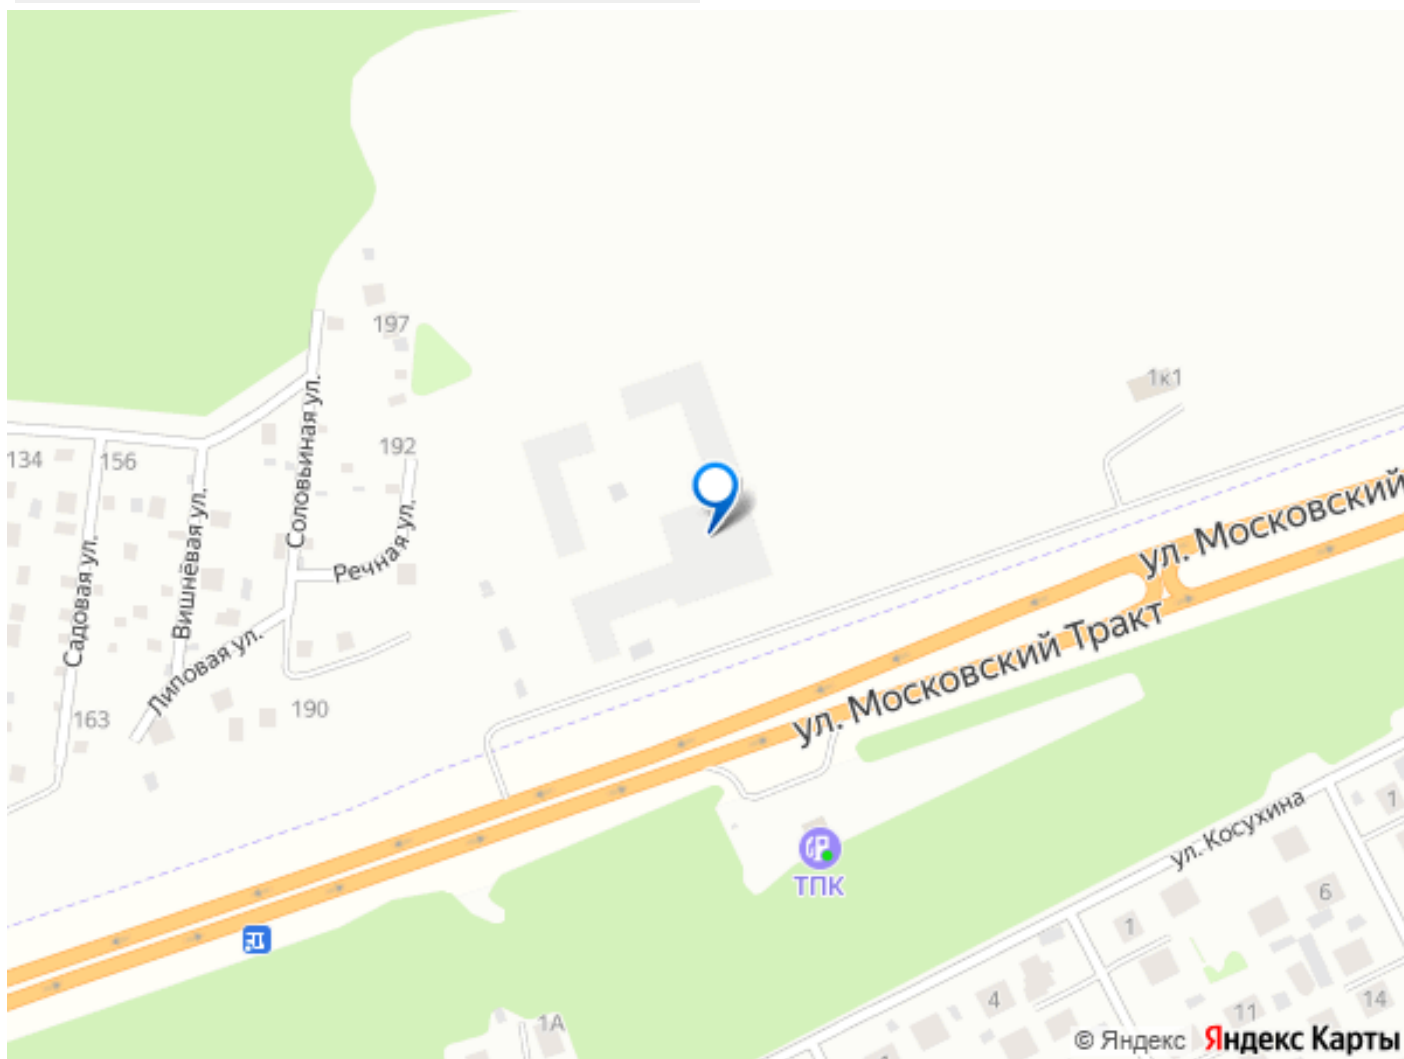 197
1к1
192
134
156
Соловьиная ул.
Вишнёвая ул.
Садовая ул.
Речная ул.
Липовая ул.
ул. Московский
ул. Московский Тракт
190
163
ТПК
ул. Косухина
1
6
1
4
11
14
1А
© Яндекс Яндекс Карты